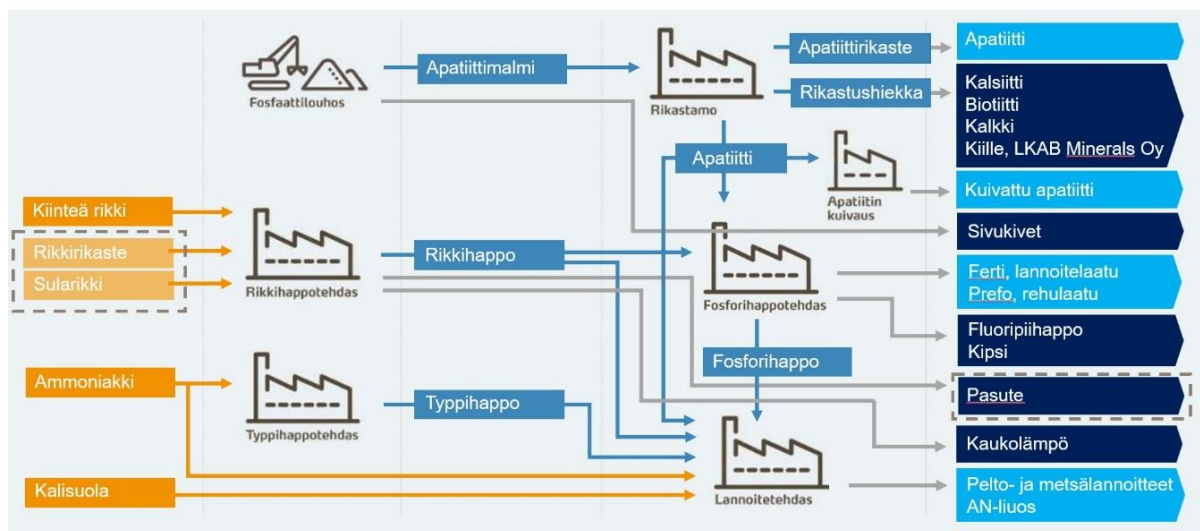 Fosfaattilouhos
Apatiittimalmi
Rikastamo
Apatiittirikaste
Rikastushiekka
Apatiitti
Kalsiitti
Biotiitti
Kalkki
Kiille, LKAB Minerals Oy
Apatiitti
Apatiitin
kuivaus
Kuivattu apatiitti
Kiinteä rikki
Rikkirikaste
Sularikki
Rikkihappotehdas
Rikkihappo
Fosforihappotehdas
Sivukivet
Ferti, lannoitelaatu
Prefo, rehulaatu
Fluoripiihappo
Kipsi
Fosforihappo
Ammoniakki
Typpihappotehdas
Typpihappo
Pasute
Kaukolämpö
Kalisuola
Lannoitetehdas
Pelto- ja metsälannoitteet
AN-liuos